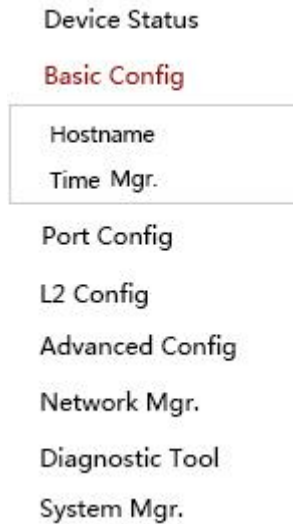 Device Status
Basic Config
Hostname
Time Mgr.
Port Config
L2 Config
Advanced Config
Network Mgr.
Diagnostic Tool
System Mgr.